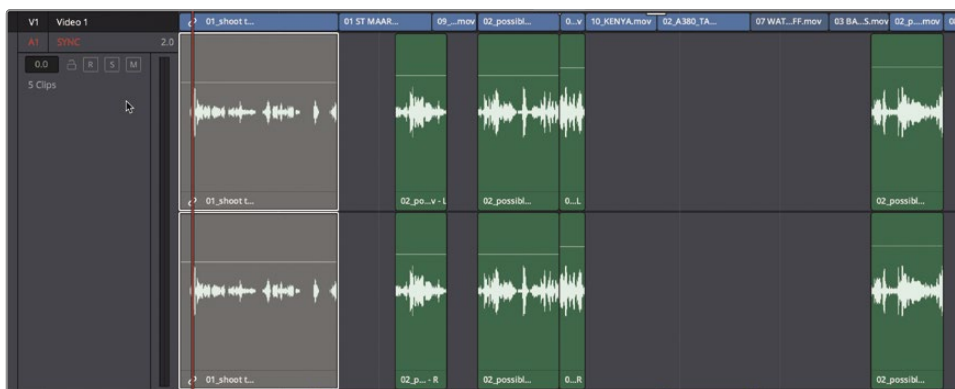 V1 Video 1 01_shoot t... 01 ST MAAR... 09_...mov 02_possibl... 0...v 10_KENYA.mov 02_A380_TA... 07 WAT...FF.mov 03 BA...S.mov 02_p....mov
A1 SYNC 2.0
0.0 R S M
5 Clips
01_shoot t... 02_po...v - L 02_possibl... 0...L 02_possibl...
01_shoot t... 02_p... - R 02_possibl... 0...R 02_possibl...